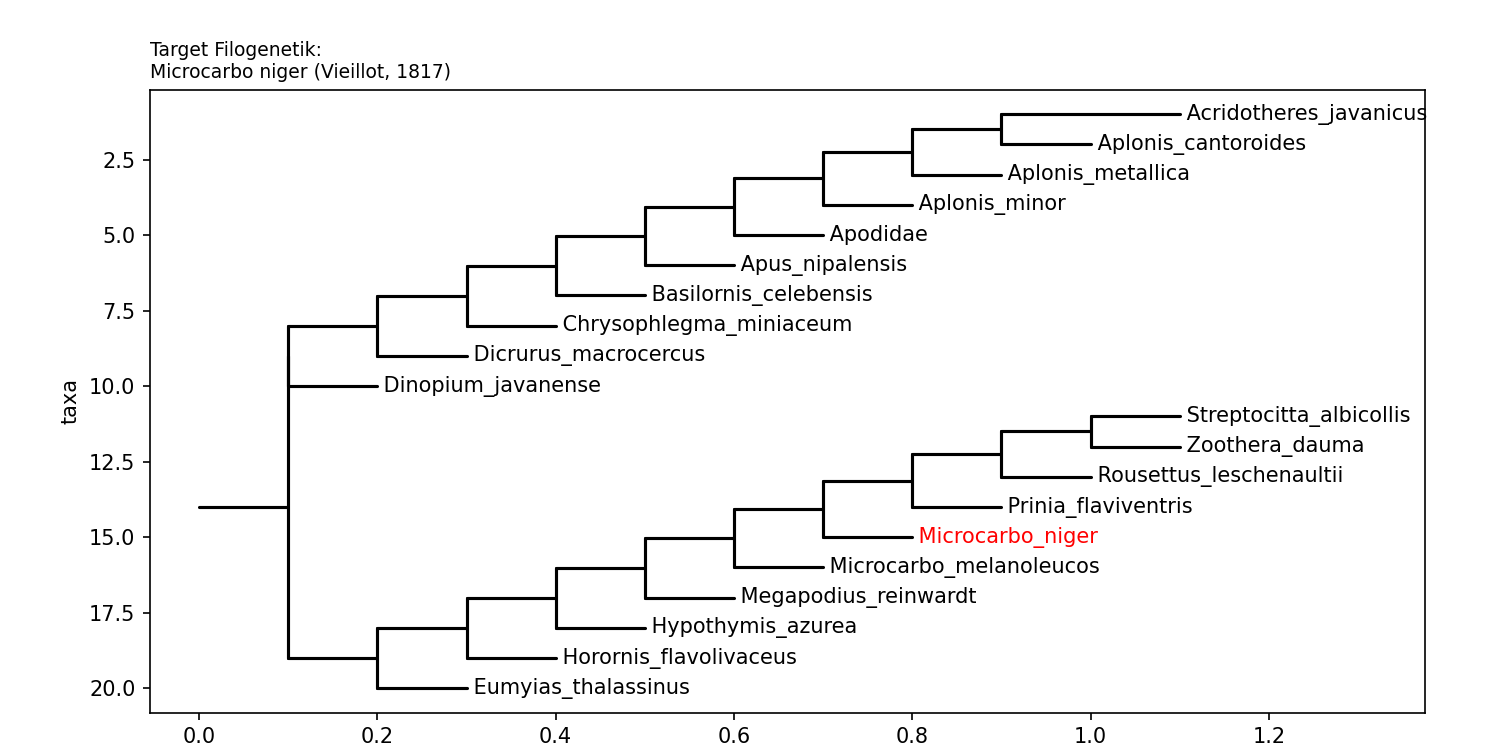 Target Filogenetik:
Microcarbo niger (Vieillot, 1817)
Acridotheres_javanicus
Aplonis_cantoroides
2.5
Aplonis_metallica
Aplonis_minor
5.0
Apodidae
Apus_nipalensis
Basilornis_celebensis
7.5
Chrysophlegma_miniaceum
Dicrurus_macrocercus
10.0
Dinopium_javanense
taxa
Streptocitta_albicollis
Zoothera_dauma
12.5
Rousettus_leschenaultii
Prinia_flaviventris
15.0
Microcarbo_niger
Microcarbo_melanoleucos
Megapodius_reinwardt
17.5
Hypothymis_azurea
Horornis_flavolivaceus
20.0
Eumyias_thalassinus
0.0 0.2 0.4 0.6 0.8 1.0 1.2